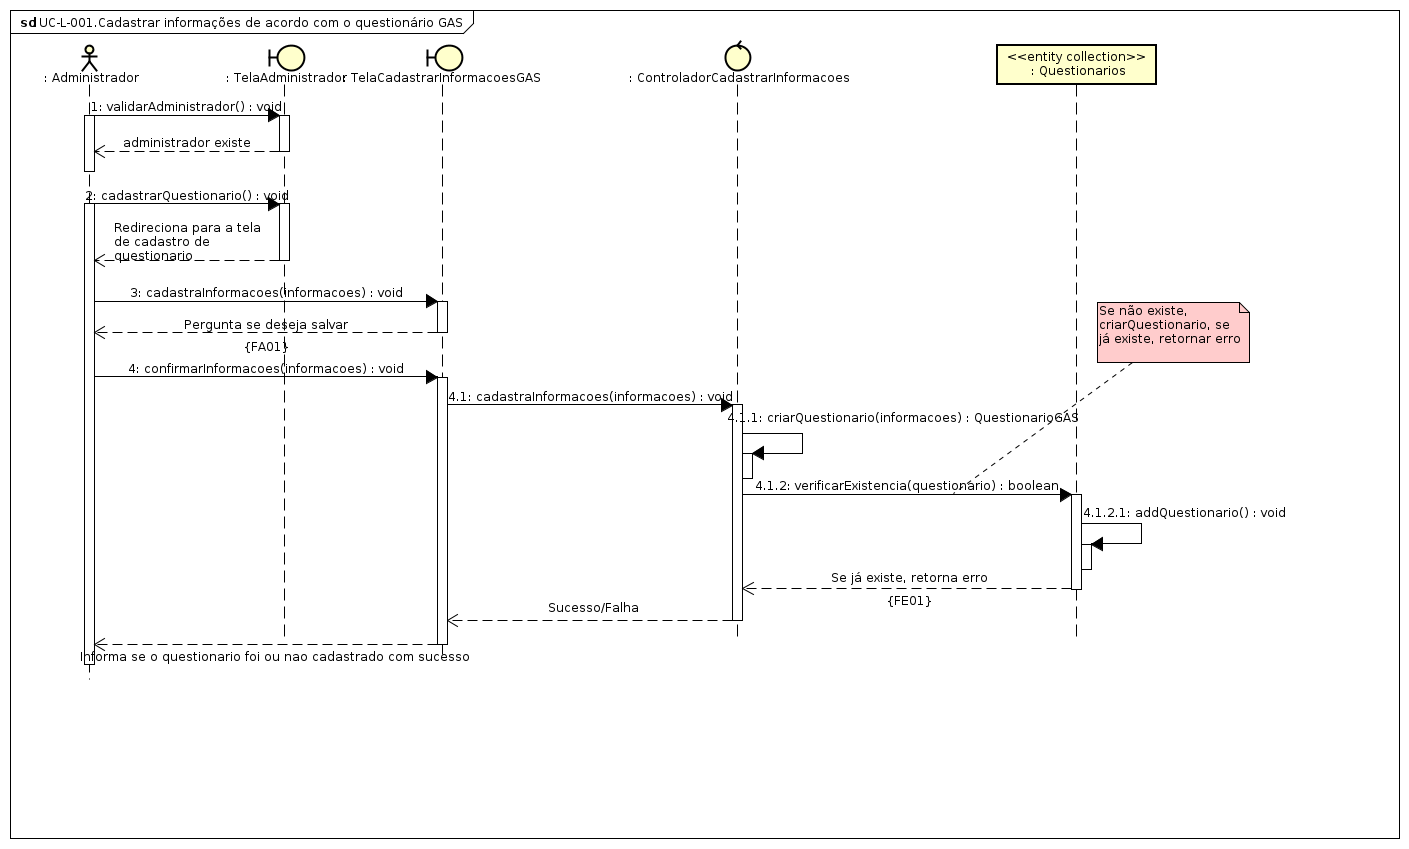 sd UC-L-001.Cadastrar informações de acordo com o questionário GAS
: Administrador
: TelaAdministrador
: TelaCadastrarInformacoesGAS
: ControladorCadastrarInformacoes
<<entity collection>>
: Questionarios
1: validarAdministrador() : void
administrador existe
2: cadastrarQuestionario() : void
Redireciona para a tela
de cadastro de
questionario
3: cadastraInformacoes(informacoes) : void
Se não existe,
criarQuestionario, se
já existe, retornar erro
Pergunta se deseja salvar
{FA01}
4: confirmarInformacoes(informacoes) : void
4.1: cadastraInformacoes(informacoes) : void
4.1.1: criarQuestionario(informacoes) : QuestionarioGAS
4.1.2: verificarExistencia(questionario) : boolean
4.1.2.1: addQuestionario() : void
Se já existe, retorna erro
{FE01}
Sucesso/Falha
Informa se o questionario foi ou nao cadastrado com sucesso